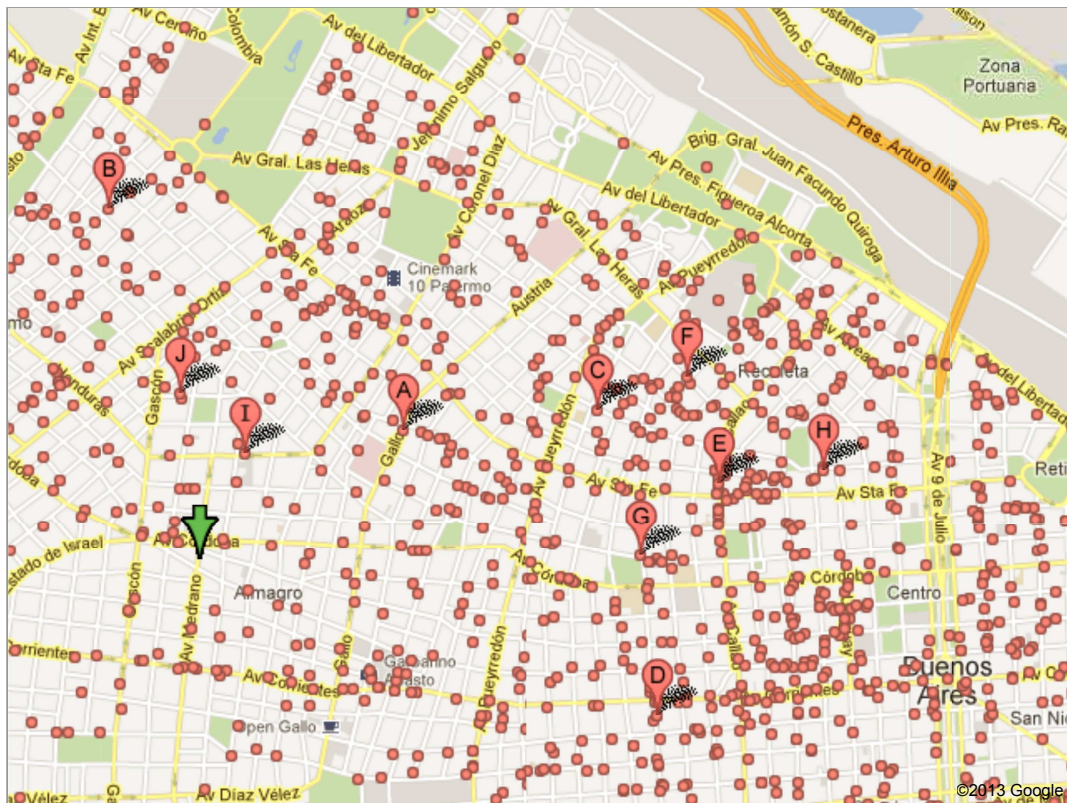 Av Cerviño
Colombia
Av Int. B
Av Sta Fe
Av del Libertador
Jerónimo Salguero
Av Gral. Las Heras
Av Coronel Díaz
Ramón S. Castillo
Costanera
Zona
Portuaria
Av Pres. Ra
Pres. Arturo Illia
Brig. Gral. Juan Facundo Quiroga
Av Pres. Figueroa Alcorta
Av del Libertador
B
Av Gral. Las Heras
Av Pueyrredón
Aráoz
Av Sta Fe
Cinemark
10 Palermo
Austria
Av Scalabrini Ortiz
Av Alvear
Honduras
Gascón
J
A
I
Gallo
C
F
Recoleta
Av del Libertad
Av Pueyrredón
E
H
Av Sta Fe
Av Sta Fe
Av 9 de Julio
Reti
G
Estado de Israel
Av Córdoba
Av Córdoba
Av Córdoba
Almagro
Av Medrano
Centro
Gallo
Av Corrientes
Av Pueyrredón
D
Buenos
Aires
Open Gallo
San Nic
Av Díaz Vélez
Vélez
©2013 Google